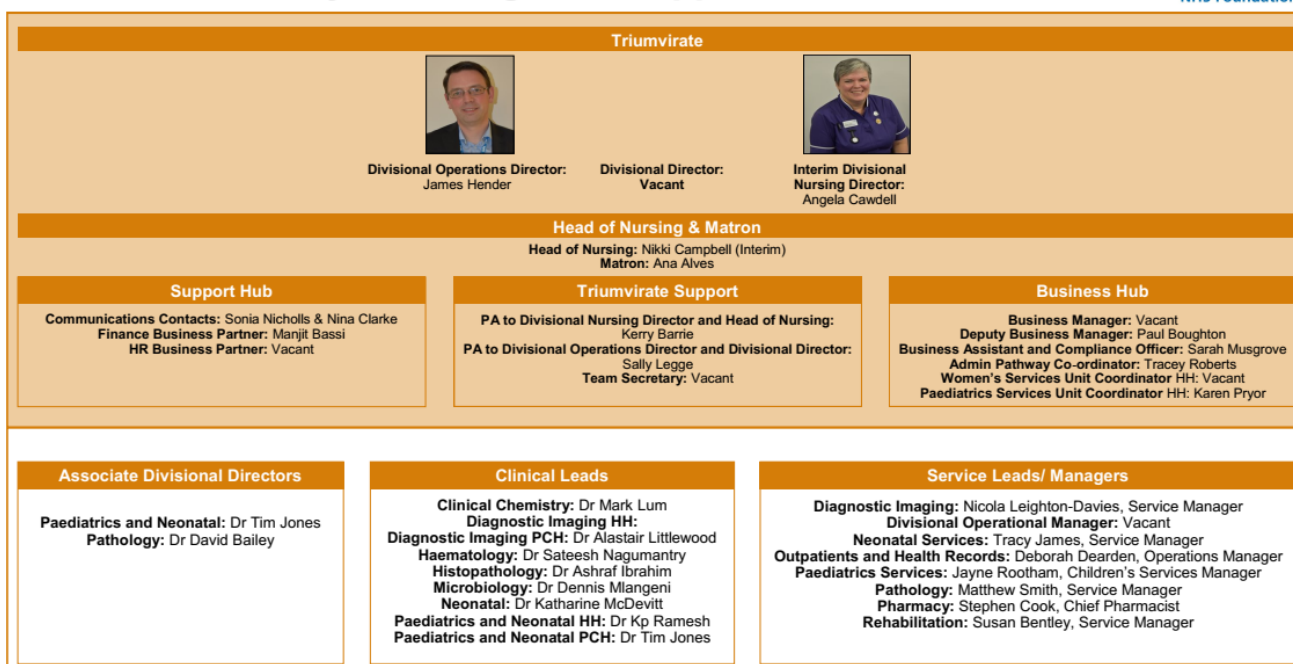 Triumvirate
Divisional Operations Director:
James Hender
Divisional Director:
Vacant
Interim Divisional
Nursing Director:
Angela Cawdell
Head of Nursing & Matron
Head of Nursing: Nikki Campbell (Interim)
Matron: Ana Alves
Support Hub
Communications Contacts: Sonia Nicholls & Nina Clarke
Finance Business Partner: Manjit Bassi
HR Business Partner: Vacant
Triumvirate Support
PA to Divisional Nursing Director and Head of Nursing:
Kerry Barrie
PA to Divisional Operations Director and Divisional Director:
Sally Legge
Team Secretary: Vacant
Business Hub
Business Manager: Vacant
Deputy Business Manager: Paul Boughton
Business Assistant and Compliance Officer: Sarah Musgrove
Admin Pathway Co-ordinator: Tracey Roberts
Women's Services Unit Coordinator HH: Vacant
Paediatrics Services Unit Coordinator HH: Karen Pryor
Associate Divisional Directors
Paediatrics and Neonatal: Dr Tim Jones
Pathology: Dr David Bailey
Clinical Leads
Clinical Chemistry: Dr Mark Lum
Diagnostic Imaging HH:
Diagnostic Imaging PCH: Dr Alastair Littlewood
Haematology: Dr Sateesh Nagumantry
Histopathology: Dr Ashraf Ibrahim
Microbiology: Dr Dennis Mlangeni
Neonatal: Dr Katharine McDevitt
Paediatrics and Neonatal HH: Dr Kp Ramesh
Paediatrics and Neonatal PCH: Dr Tim Jones
Service Leads/ Managers
Diagnostic Imaging: Nicola Leighton-Davies, Service Manager
Divisional Operational Manager: Vacant
Neonatal Services: Tracy James, Service Manager
Outpatients and Health Records: Deborah Dearden, Operations Manager
Paediatrics Services: Jayne Rootham, Children's Services Manager
Pathology: Matthew Smith, Service Manager
Pharmacy: Stephen Cook, Chief Pharmacist
Rehabilitation: Susan Bentley, Service Manager